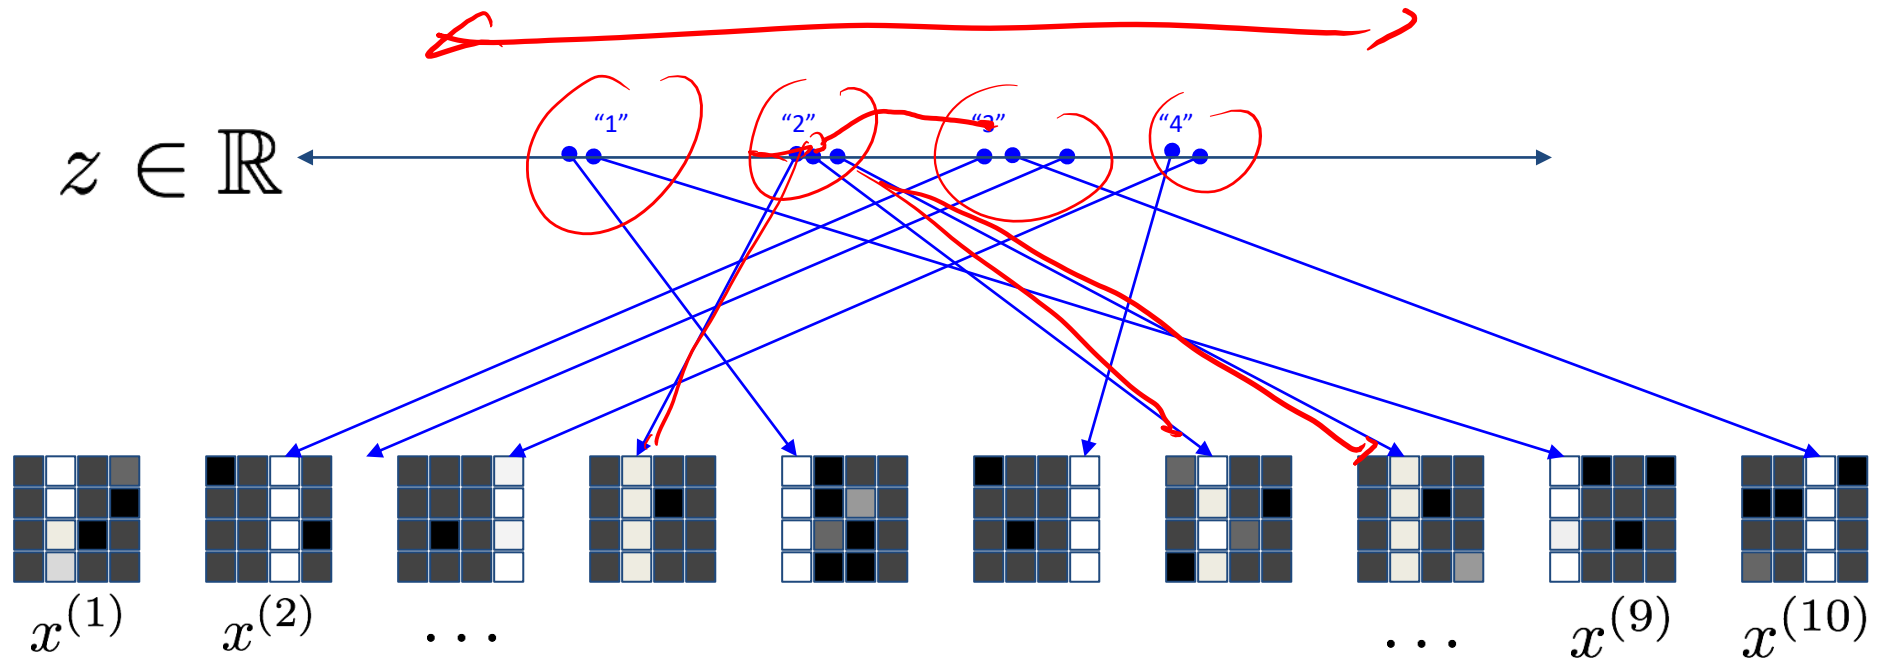 “1” “2” “3” “4”
z ∈ ℝ
x^{(1)} x^{(2)} ... ... x^{(9)} x^{(10)}